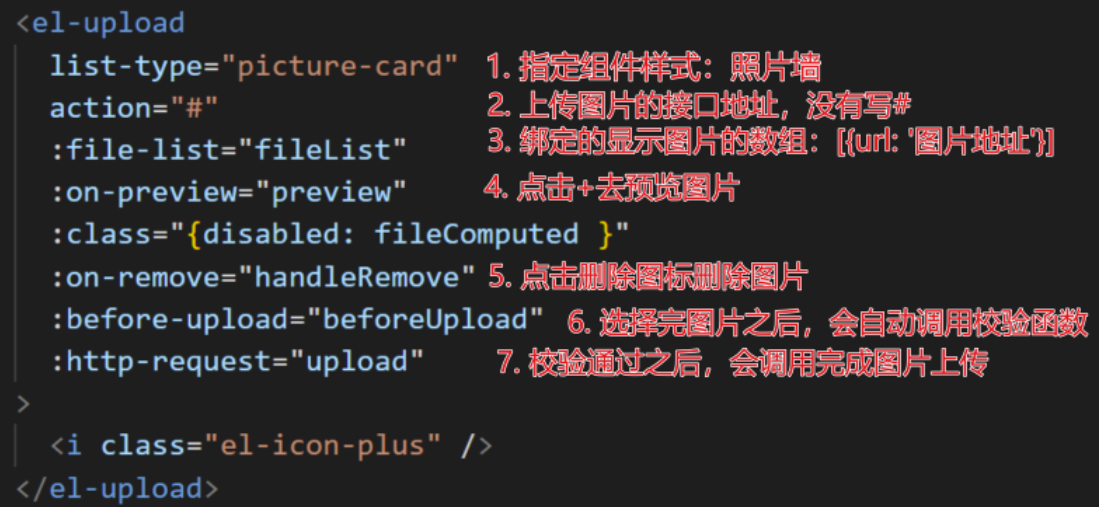 <el-upload
list-type="picture-card" 1. 指定组件样式：照片墙
action="#" 2. 上传图片的接口地址，没有写#
:file-list="fileList" 3. 绑定的显示图片的数组：[{url: '图片地址'}]
:on-preview="preview" 4. 点击+去预览图片
:class="{disabled: fileComputed }"
:on-remove="handleRemove" 5. 点击删除图标删除图片
:before-upload="beforeUpload" 6. 选择完图片之后，会自动调用校验函数
:http-request="upload" 7. 校验通过之后，会调用完成图片上传
>
<i class="el-icon-plus" />
</el-upload>